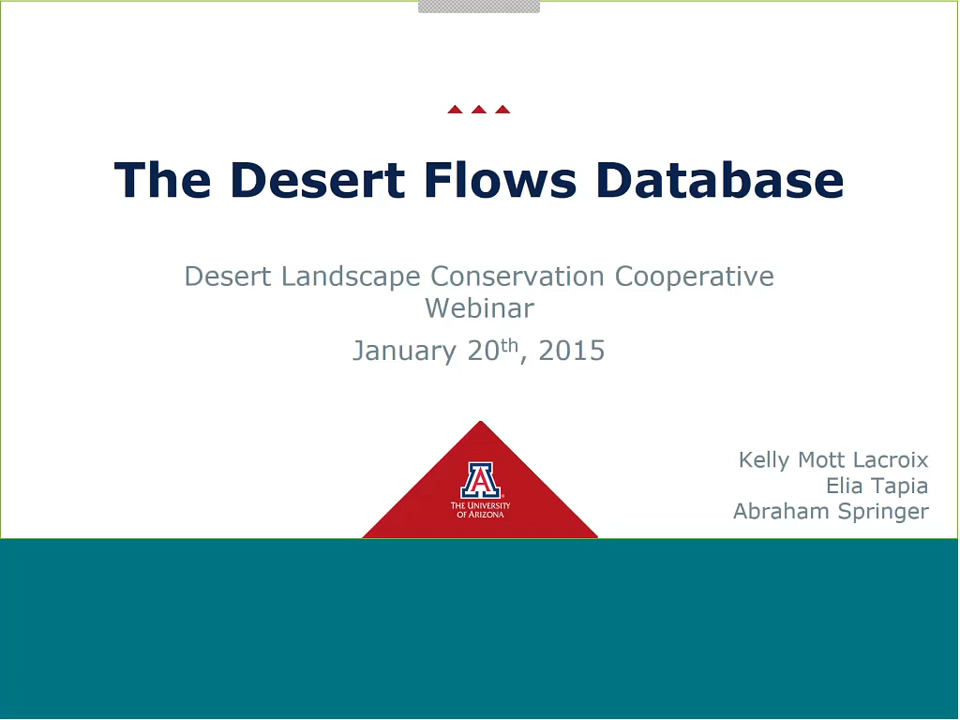 The Desert Flows Database
Desert Landscape Conservation Cooperative
Webinar
January 20th, 2015
Kelly Mott Lacroix
Elia Tapia
Abraham Springer
A
THE UNIVERSITY
OF ARIZONA